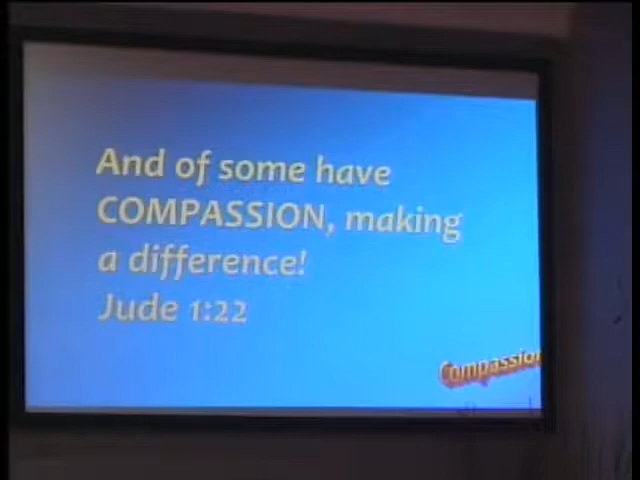 And of some have
COMPASSION, making
a difference!
Jude 1:22
Compassion